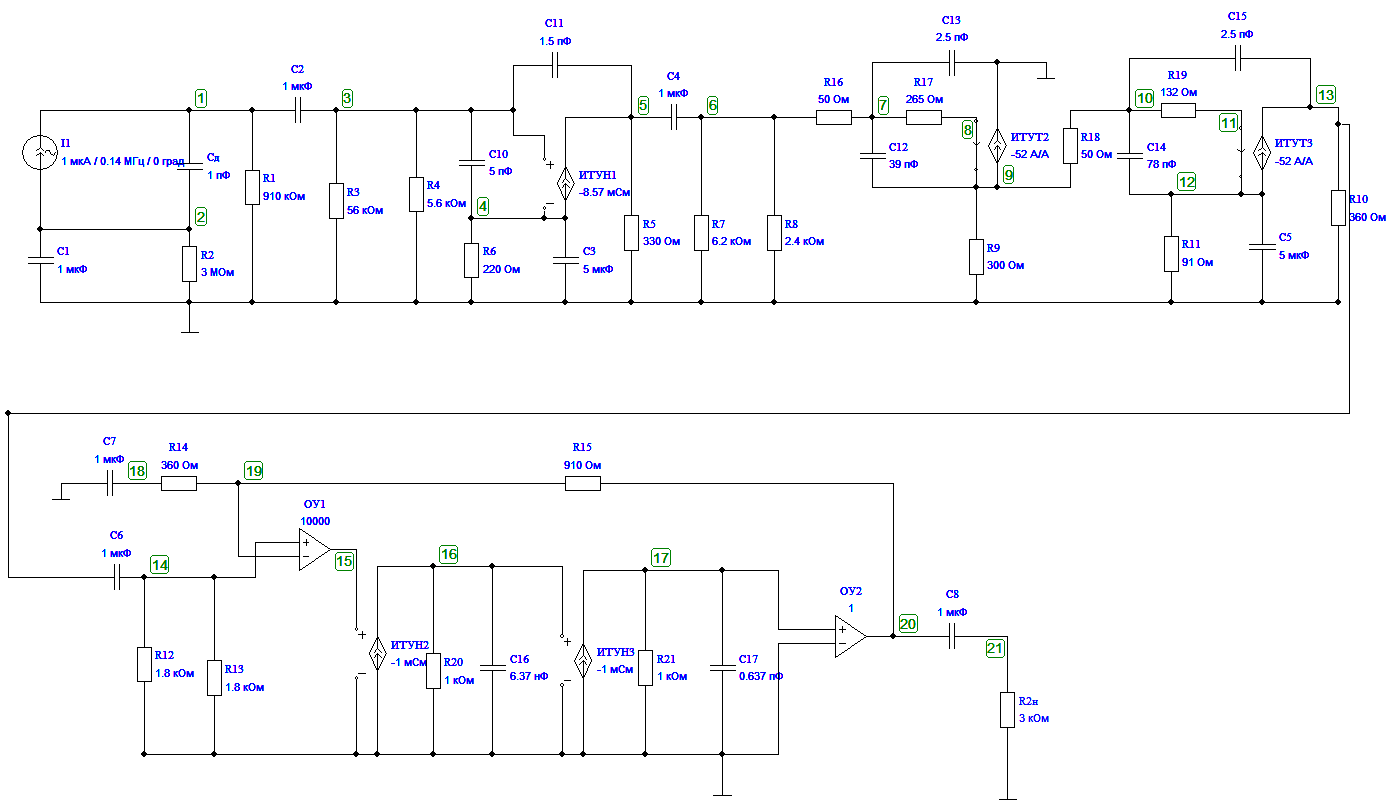 C11
1.5 пФ
C13
2.5 пФ
C15
2.5 пФ
C2
1 мкФ
C4
1 мкФ
R16
50 Ом
R17
265 Ом
R19
132 Ом
1
3
5
6
7
8
10
11
13
I1
1 мкА / 0.14 МГц / 0 град
Cд
1 пФ
R1
910 кОм
R3
56 кОм
R4
5.6 кОм
C10
5 пФ
ИТУН1
-8.57 мСм
C12
39 пФ
ИТУТ2
-52 А/А
R18
50 Ом
C14
78 пФ
ИТУТ3
-52 А/А
2
4
9
12
R10
360 Ом
C1
1 мкФ
R2
3 МОм
R6
220 Ом
C3
5 мкФ
R5
330 Ом
R7
6.2 кОм
R8
2.4 кОм
R9
300 Ом
R11
91 Ом
C5
5 мкФ
C7
1 мкФ
18
R14
360 Ом
19
R15
910 Ом
ОУ1
10000
C6
1 мкФ
14
15
16
17
ОУ2
1
C8
1 мкФ
20
21
R12
1.8 кОм
R13
1.8 кОм
ИТУН2
-1 мСм
R20
1 кОм
C16
6.37 нФ
ИТУН3
-1 мСм
R21
1 кОм
C17
0.637 пФ
R2н
3 кОм